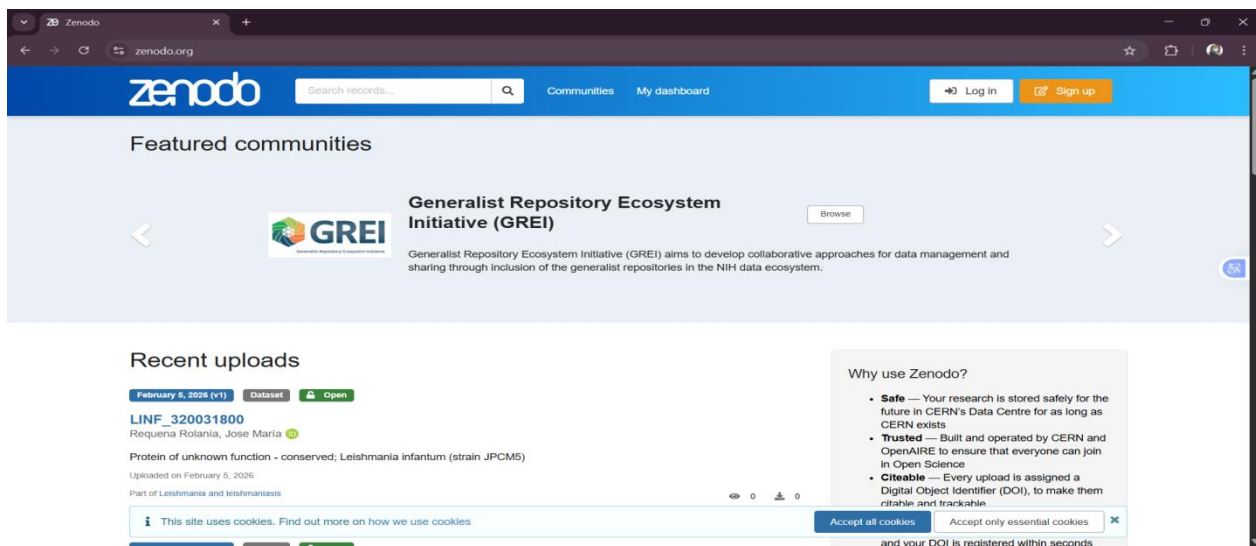 Zenodo
zenodo.org
zenodo
Search records...
Communities
My dashboard
Log in
Sign up
Featured communities
GREI
Generalist Repository Ecosystem Initiative
Generalist Repository Ecosystem
Initiative (GREI)
Browse
Generalist Repository Ecosystem Initiative (GREI) aims to develop collaborative approaches for data management and
sharing through inclusion of the generalist repositories in the NIH data ecosystem.
Recent uploads
February 5, 2026 (v1) Dataset Open
LINF_320031800
Requena Rolanía, Jose María iD
Protein of unknown function - conserved; Leishmania infantum (strain JPCM5)
Uploaded on February 5, 2026
Part of Leishmania and leishmaniasis
0 0
Why use Zenodo?
Safe — Your research is stored safely for the
future in CERN's Data Centre for as long as
CERN exists
Trusted — Built and operated by CERN and
OpenAIRE to ensure that everyone can join
in Open Science
Citeable — Every upload is assigned a
Digital Object Identifier (DOI), to make them
citable and trackable
and your DOI is registered within seconds
This site uses cookies. Find out more on how we use cookies
Accept all cookies
Accept only essential cookies